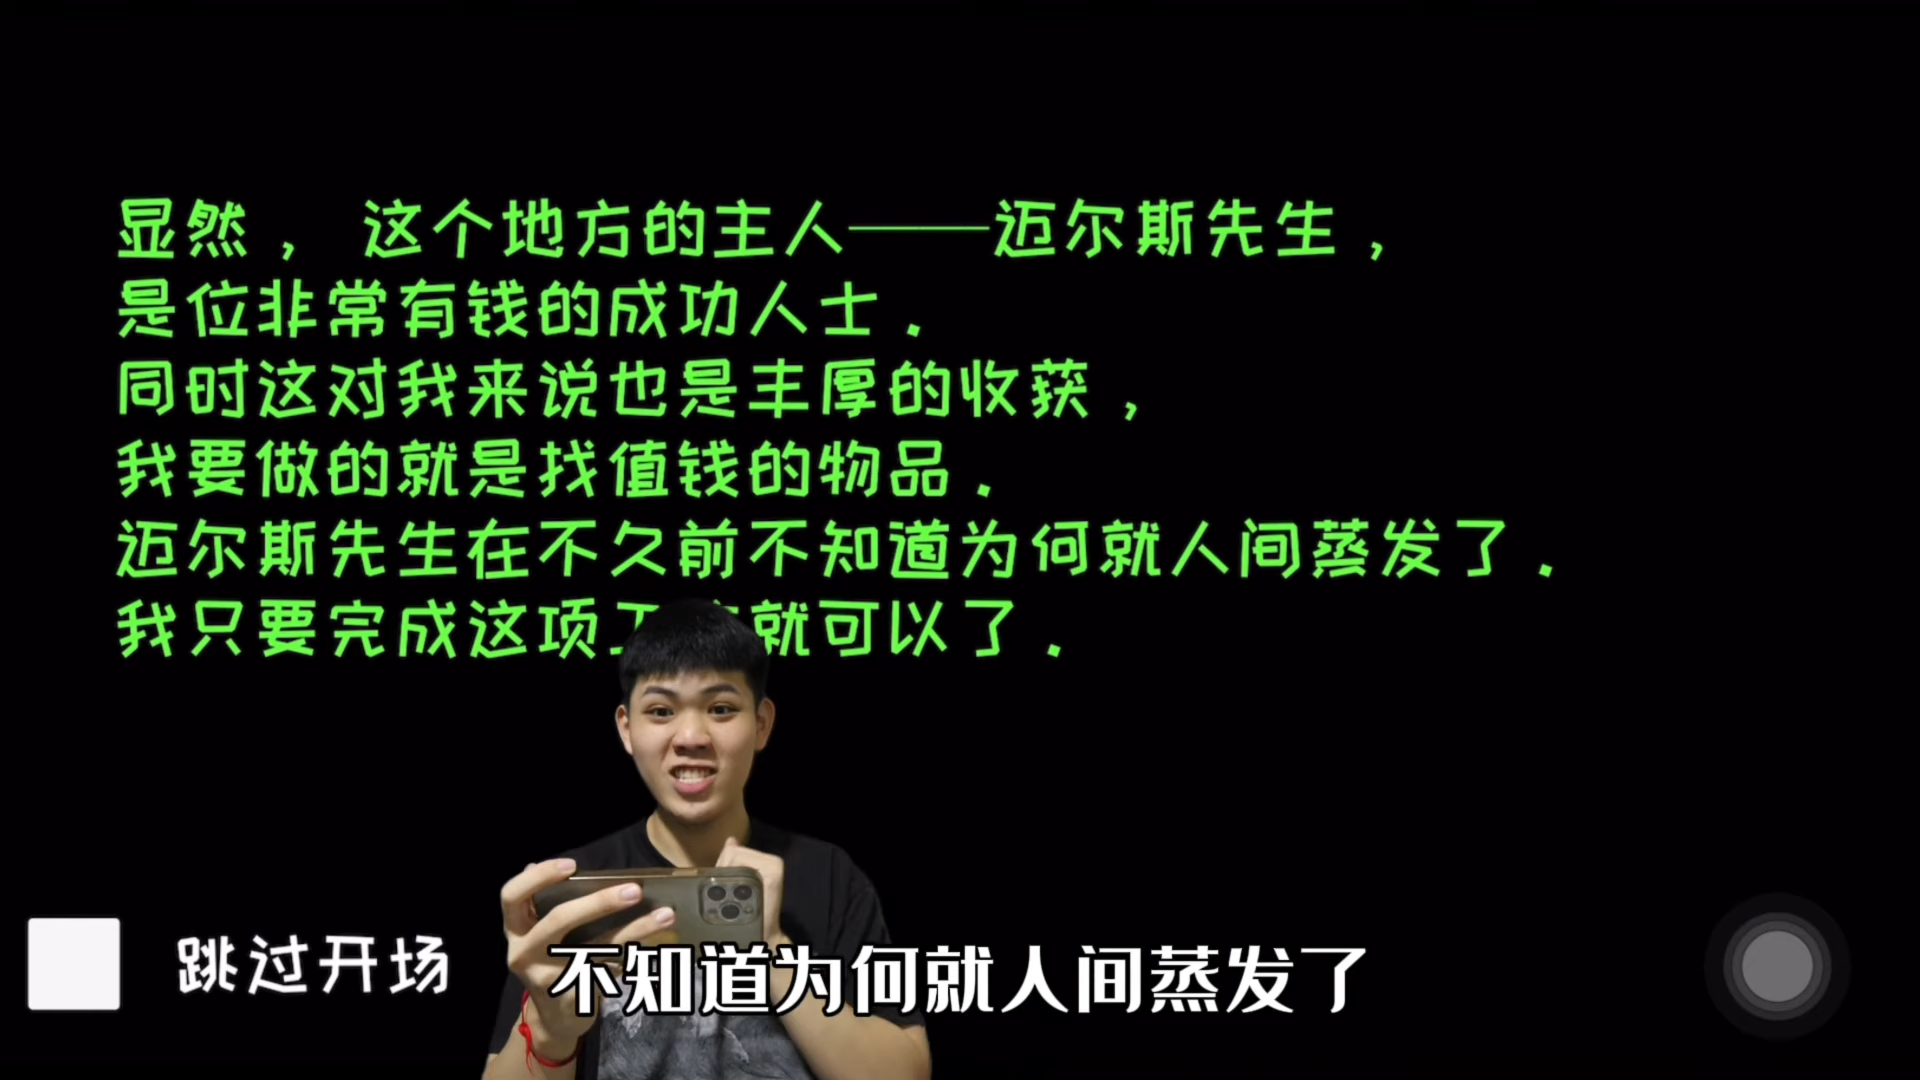 显然， 这个地方的主人——迈尔斯先生，
是位非常有钱的成功人士．
同时这对我来说也是丰厚的收获，
我要做的就是找值钱的物品．
迈尔斯先生在不久前不知道为何就人间蒸发了．
我只要完成这项 就可以了．
跳过开场
不知道为何就人间蒸发了